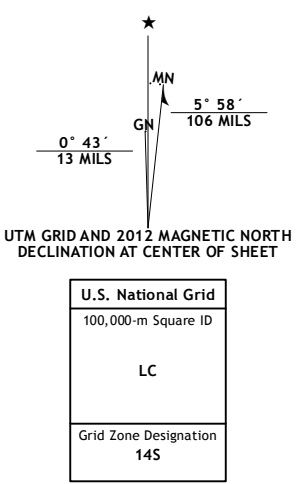 ★
MN
GN
5° 58´
106 MILS
0° 43´
13 MILS
UTM GRID AND 2012 MAGNETIC NORTH
DECLINATION AT CENTER OF SHEET
U.S. National Grid
100,000-m Square ID
LC
Grid Zone Designation
14S